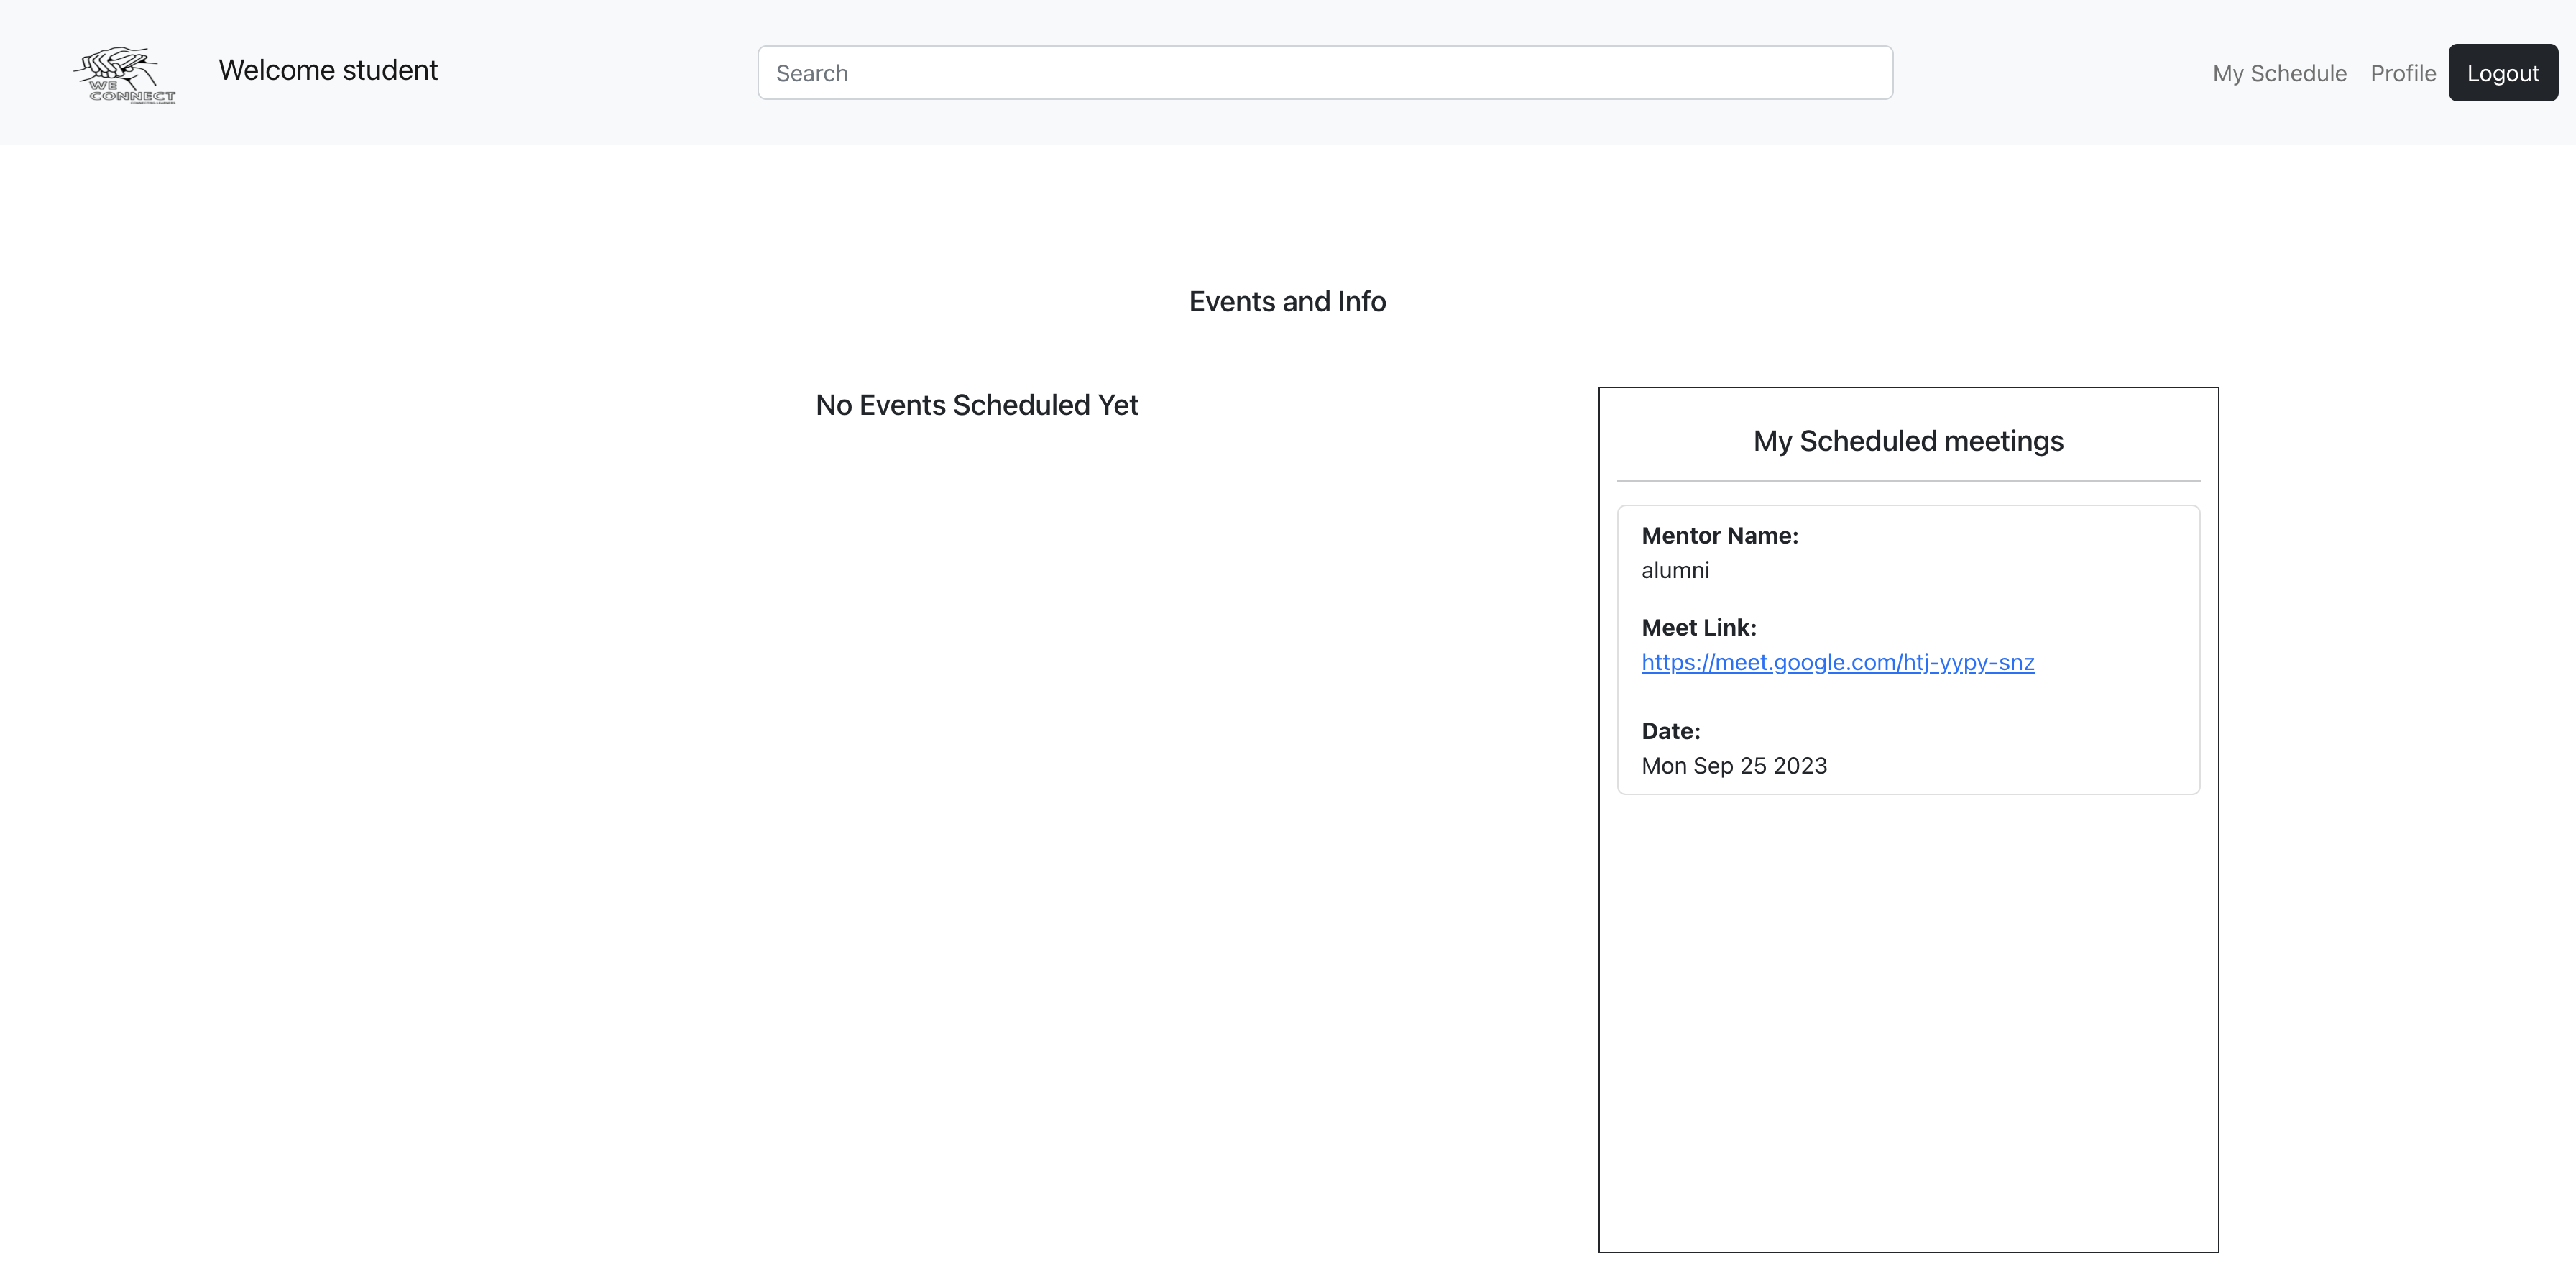 WE
CONNECT
Welcome student
Search
My Schedule
Profile
Logout
Events and Info
No Events Scheduled Yet
My Scheduled meetings
Mentor Name:
alumni
Meet Link:
https://meet.google.com/htj-yypy-snz
Date:
Mon Sep 25 2023